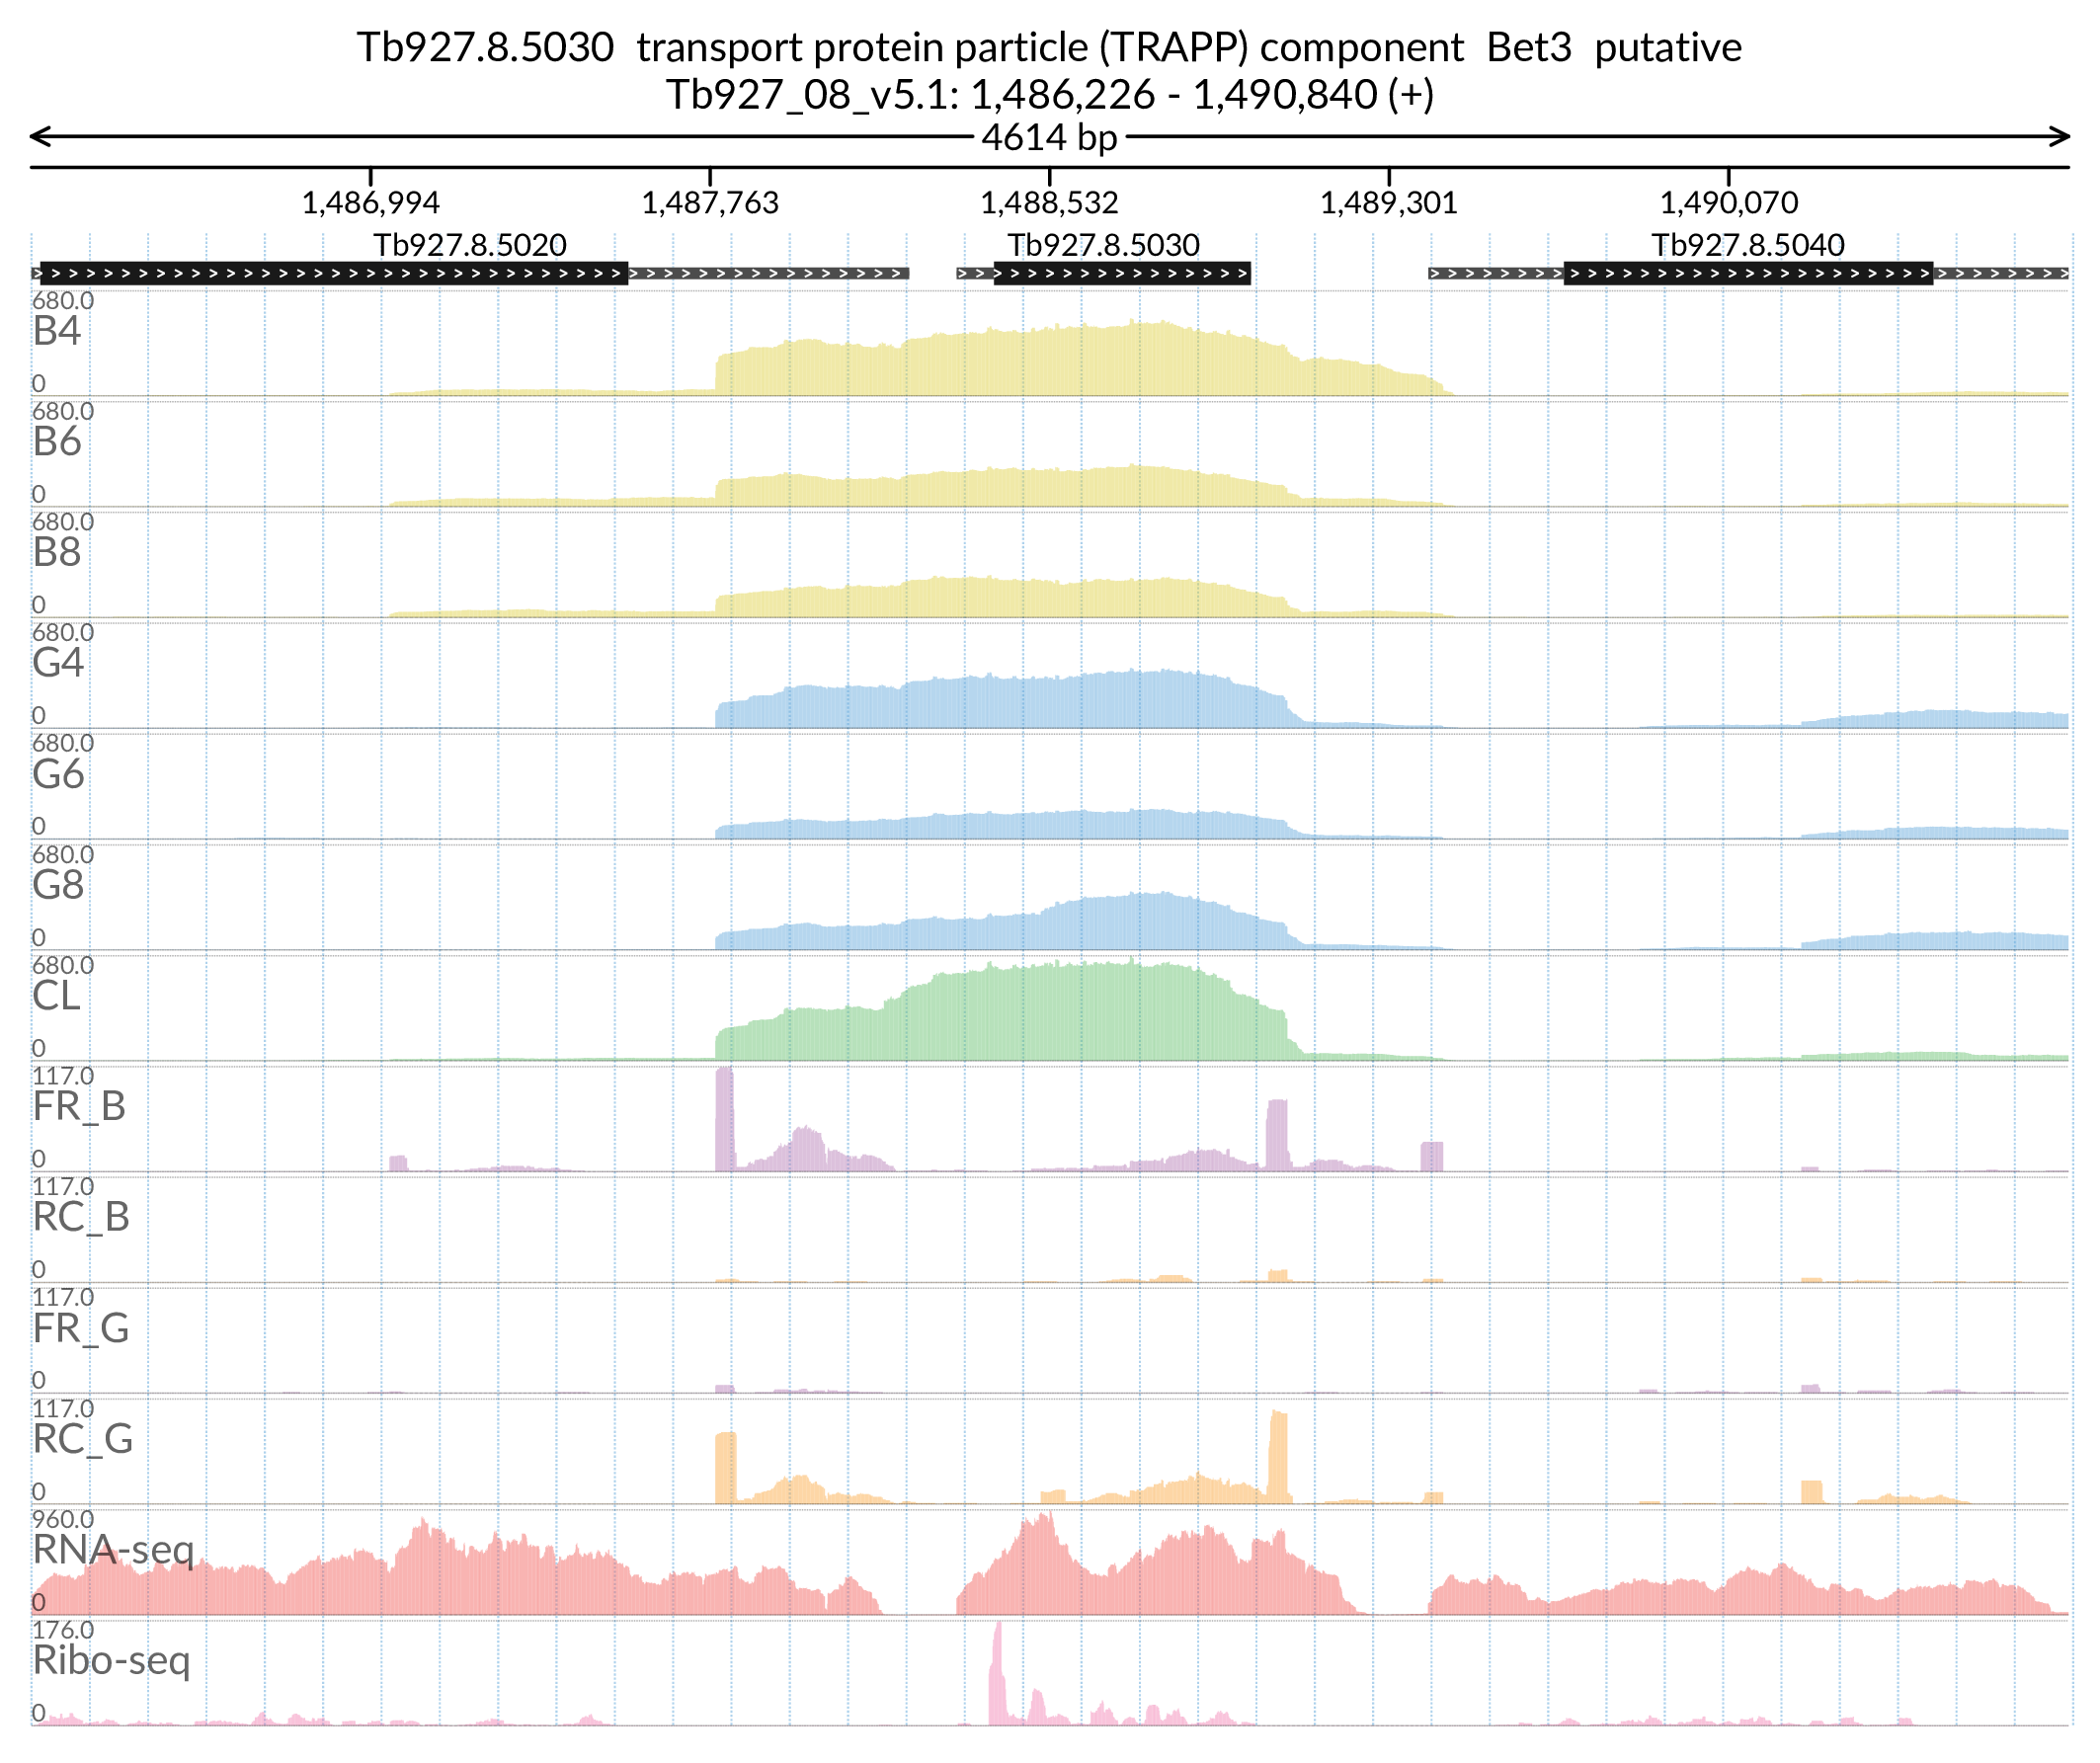 Tb927.8.5030 transport protein particle (TRAPP) component Bet3 putative
Tb927_08_v5.1: 1,486,226 - 1,490,840 (+)
4614 bp
1,486,994 1,487,763 1,488,532 1,489,301 1,490,070
Tb927.8.5020 Tb927.8.5030 Tb927.8.5040
680.0
B4
0
680.0
B6
0
680.0
B8
0
680.0
G4
0
680.0
G6
0
680.0
G8
0
680.0
CL
0
117.0
FR_B
0
117.0
RC_B
0
117.0
FR_G
0
117.0
RC_G
0
960.0
RNA-seq
0
176.0
Ribo-seq
0